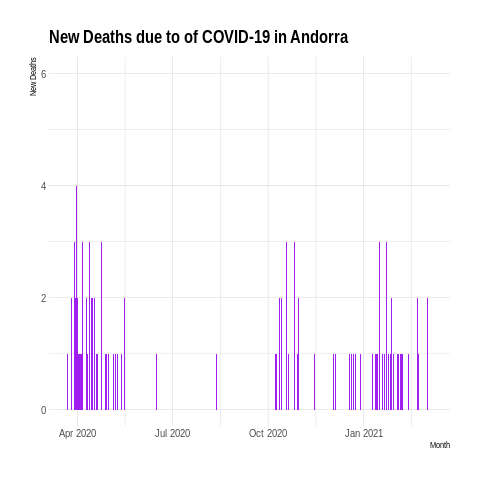 New Deaths due to of COVID-19 in Andorra
New Deaths
6
4
2
0
Apr 2020 Jul 2020 Oct 2020 Jan 2021
Month